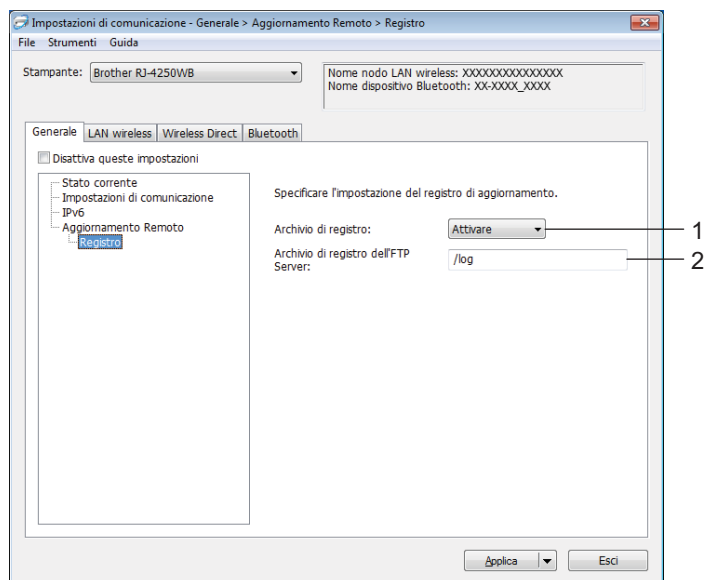 Impostazioni di comunicazione - Generale > Aggiornamento Remoto > Registro
File Strumenti Guida
Stampante: Brother RJ-4250WB
Nome nodo LAN wireless: XXXXXXXXXXXXXXX
Nome dispositivo Bluetooth: XX-XXXX_XXXX
Generale LAN wireless Wireless Direct Bluetooth
Disattiva queste impostazioni
Stato corrente
Impostazioni di comunicazione
IPv6
Aggiornamento Remoto
Registro
Specificare l'impostazione del registro di aggiornamento.
Archivio di registro: Attivare 1
Archivio di registro dell'FTP
Server: /log 2
Applica Esci